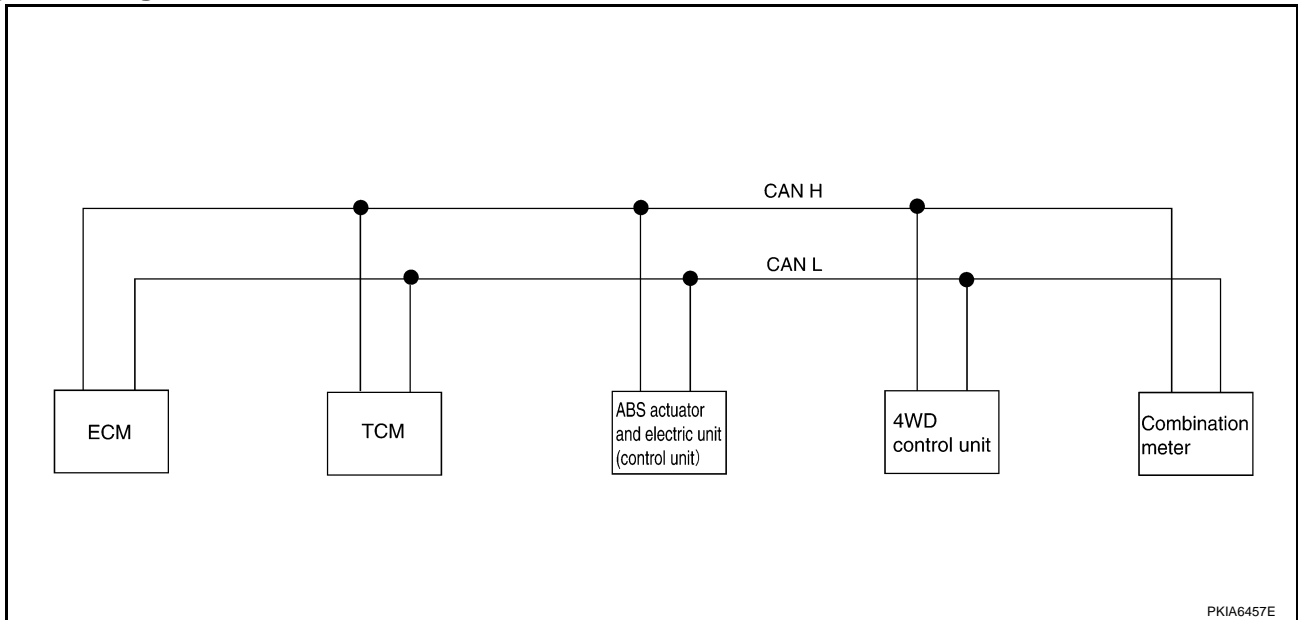 CAN H
CAN L
ECM
TCM
ABS actuator
and electric unit
(control unit)
4WD
control unit
Combination
meter
PKIA6457E